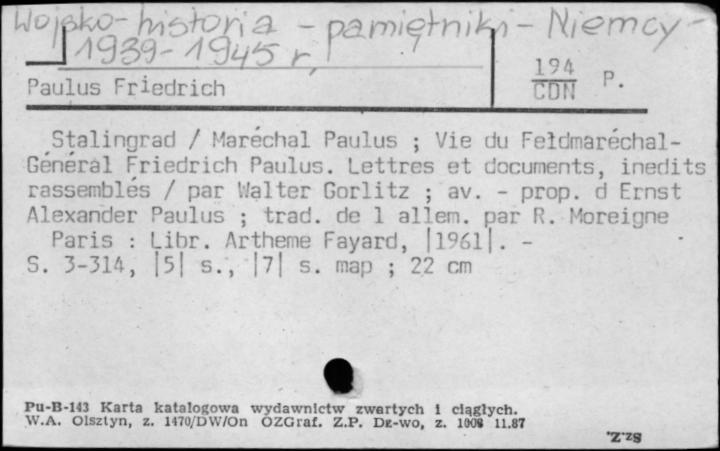 Wojsko-historia - pamiętniki - Niemcy -
1939-1945 r.
Paulus Friedrich
194
CDN P.
Stalingrad / Maréchal Paulus ; Vie du Feldmaréchal-
Général Friedrich Paulus. Lettres et documents, inedits
rassemblés / par Walter Gorlitz ; av. - prop. d Ernst
Alexander Paulus ; trad. de l allem. par R. Moreigne
Paris : Libr. Artheme Fayard, |1961|. -
S. 3-314, |5| s., |7| s. map ; 22 cm
Pu-B-143 Karta katalogowa wydawnictw zwartych i ciągłych.
W.A. Olsztyn, z. 1470/DW/On OZGraf. Z.P. Dz-wo, z. 1008 11.87